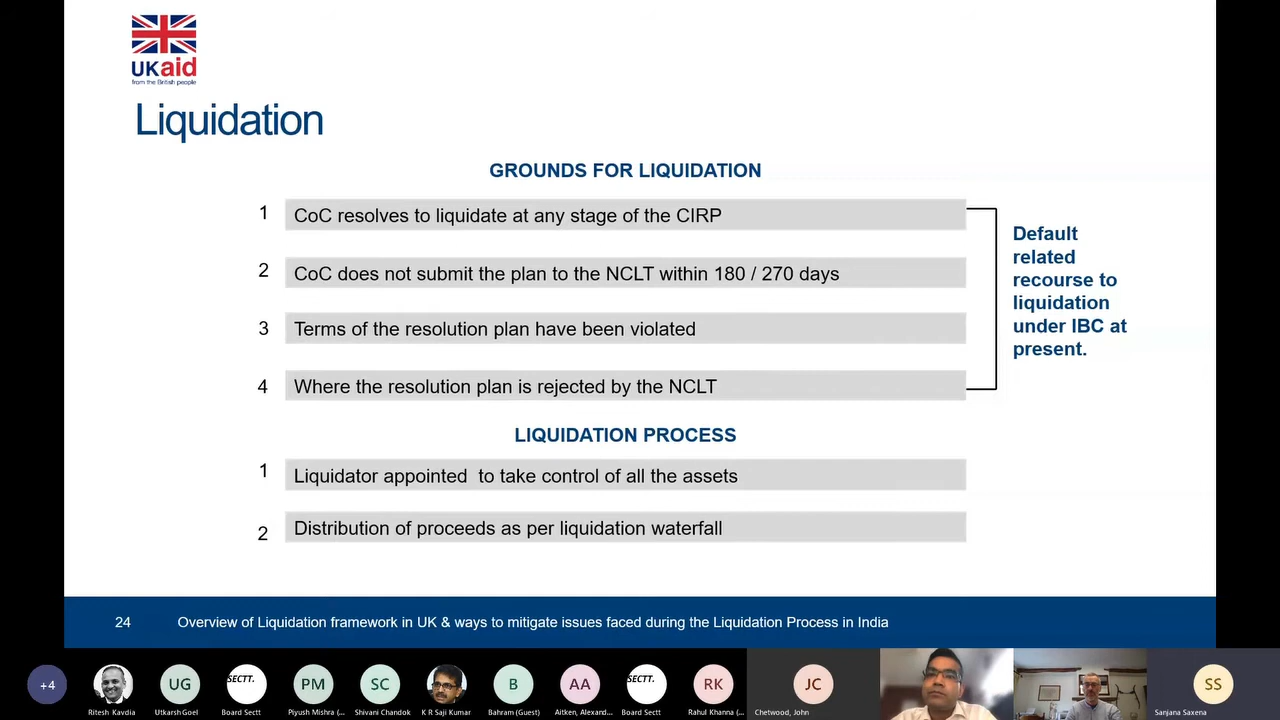 UKaid
from the British people
Liquidation
GROUNDS FOR LIQUIDATION
1 CoC resolves to liquidate at any stage of the CIRP
2 CoC does not submit the plan to the NCLT within 180 / 270 days
3 Terms of the resolution plan have been violated
4 Where the resolution plan is rejected by the NCLT
Default
related
recourse to
liquidation
under IBC at
present.
LIQUIDATION PROCESS
1 Liquidator appointed to take control of all the assets
2 Distribution of proceeds as per liquidation waterfall
24 Overview of Liquidation framework in UK & ways to mitigate issues faced during the Liquidation Process in India
+4
Ritesh Kavdia
UG
Utkarsh Goel
SECTT.
Board Sectt
PM
Piyush Mishra (...
SC
Shivani Chandok
K R Saji Kumar
B
Bahram (Guest)
AA
Aitken, Alexand...
SECTT.
Board Sectt
RK
Rahul Khanna (...
JC
Chetwood, John
SS
Sanjana Saxena